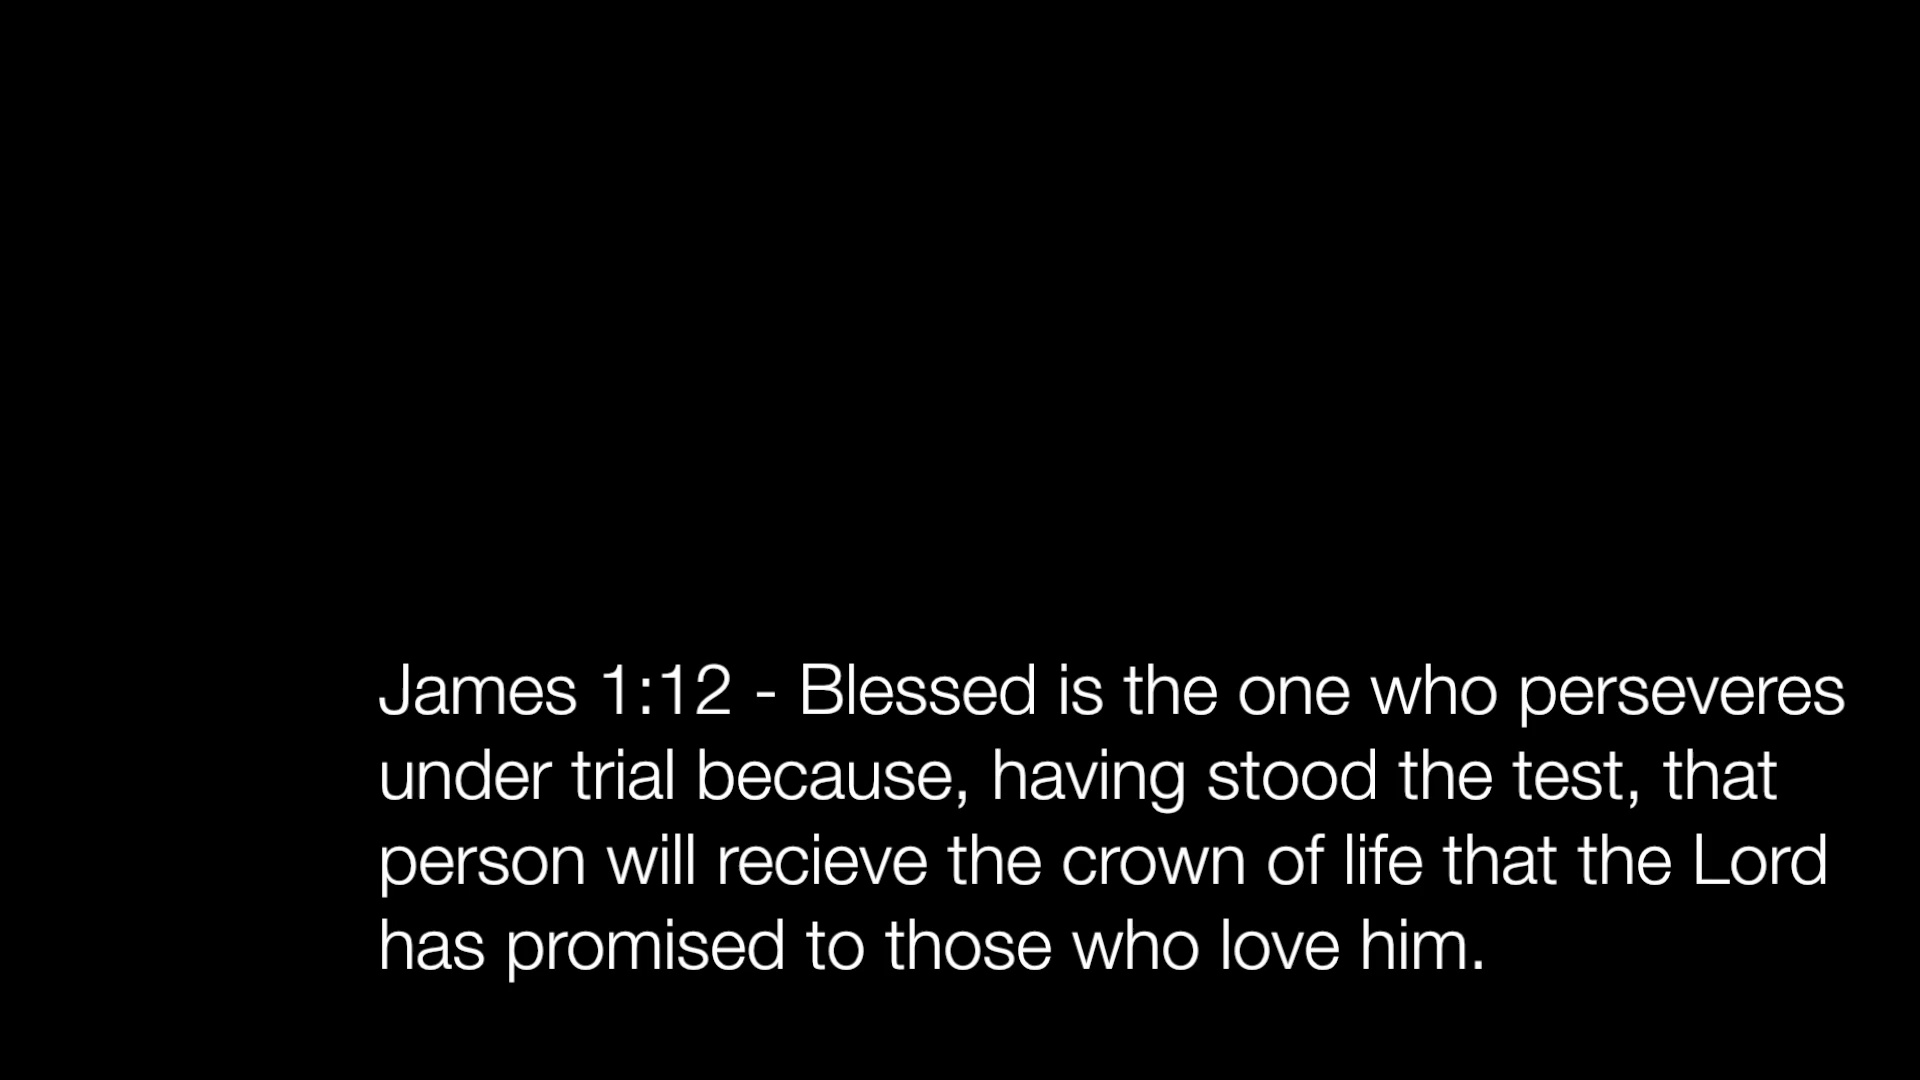 James 1:12 - Blessed is the one who perseveres
under trial because, having stood the test, that
person will recieve the crown of life that the Lord
has promised to those who love him.